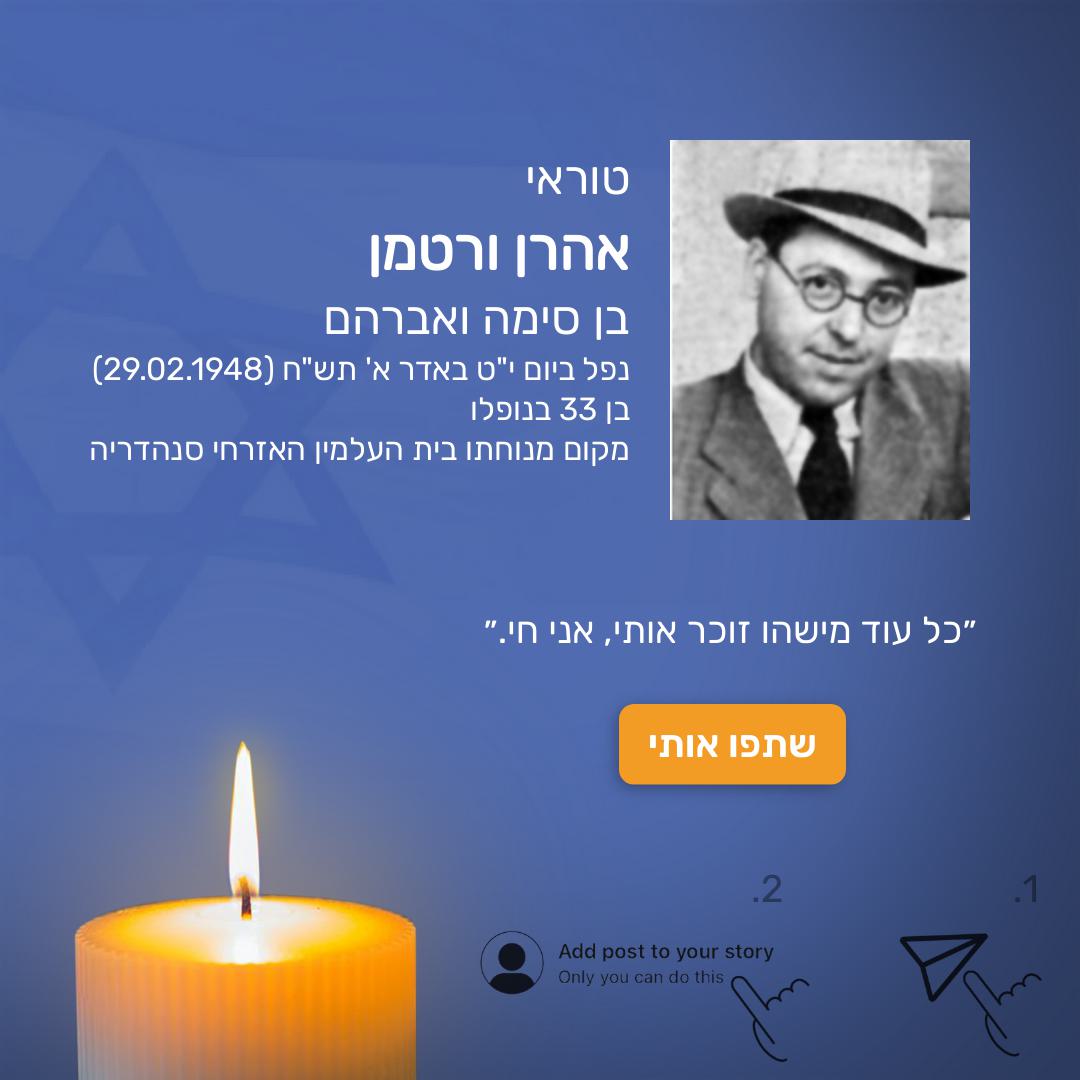 טוראי
אהרן ורטמן
בן סימה ואברהם
נפל ביום י"ט באדר א' תש"ח (29.02.1948)
בן 33 בנופלו
מקום מנוחתו בית העלמין האזרחי סנהדריה
״כל עוד מישהו זוכר אותי, אני חי.״
שתפו אותי
.1
.2
Add post to your story
Only you can do this